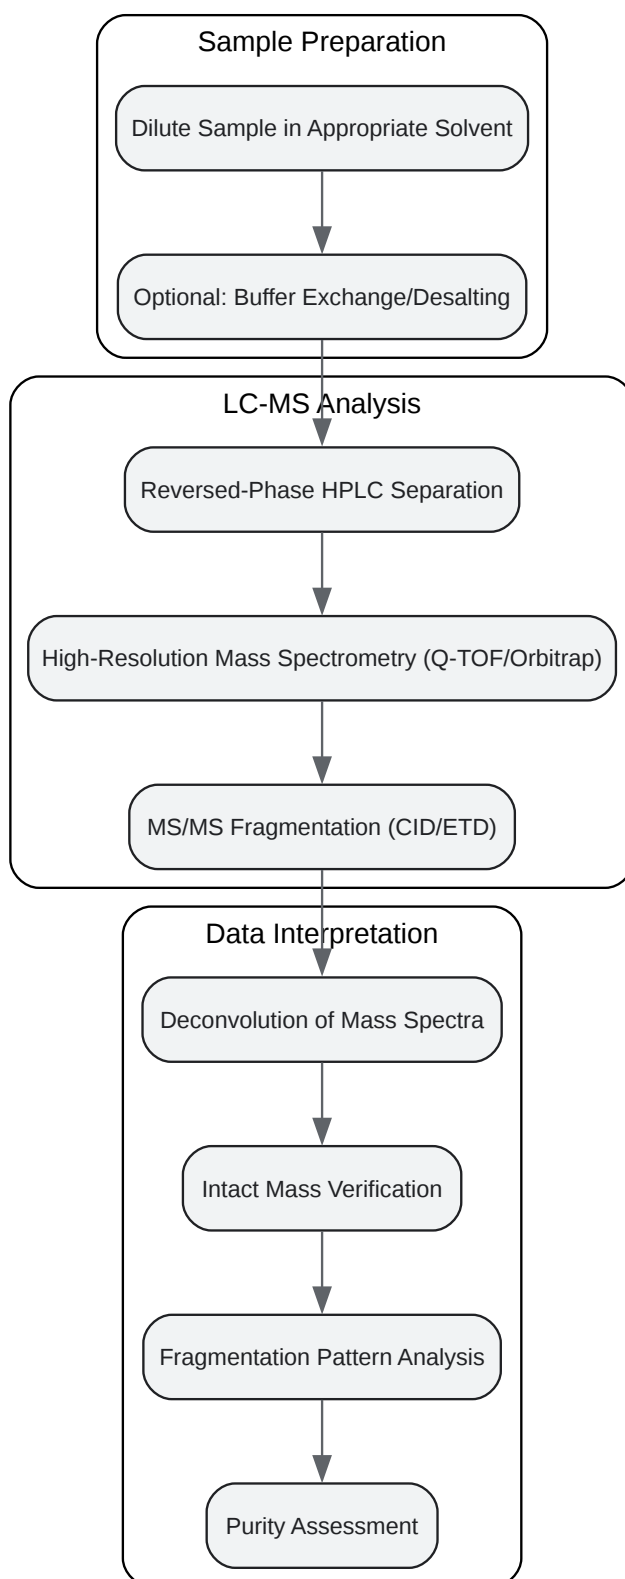 Sample Preparation
Dilute Sample in Appropriate Solvent
Optional: Buffer Exchange/Desalting
LC-MS Analysis
Reversed-Phase HPLC Separation
High-Resolution Mass Spectrometry (Q-TOF/Orbitrap)
MS/MS Fragmentation (CID/ETD)
Data Interpretation
Deconvolution of Mass Spectra
Intact Mass Verification
Fragmentation Pattern Analysis
Purity Assessment